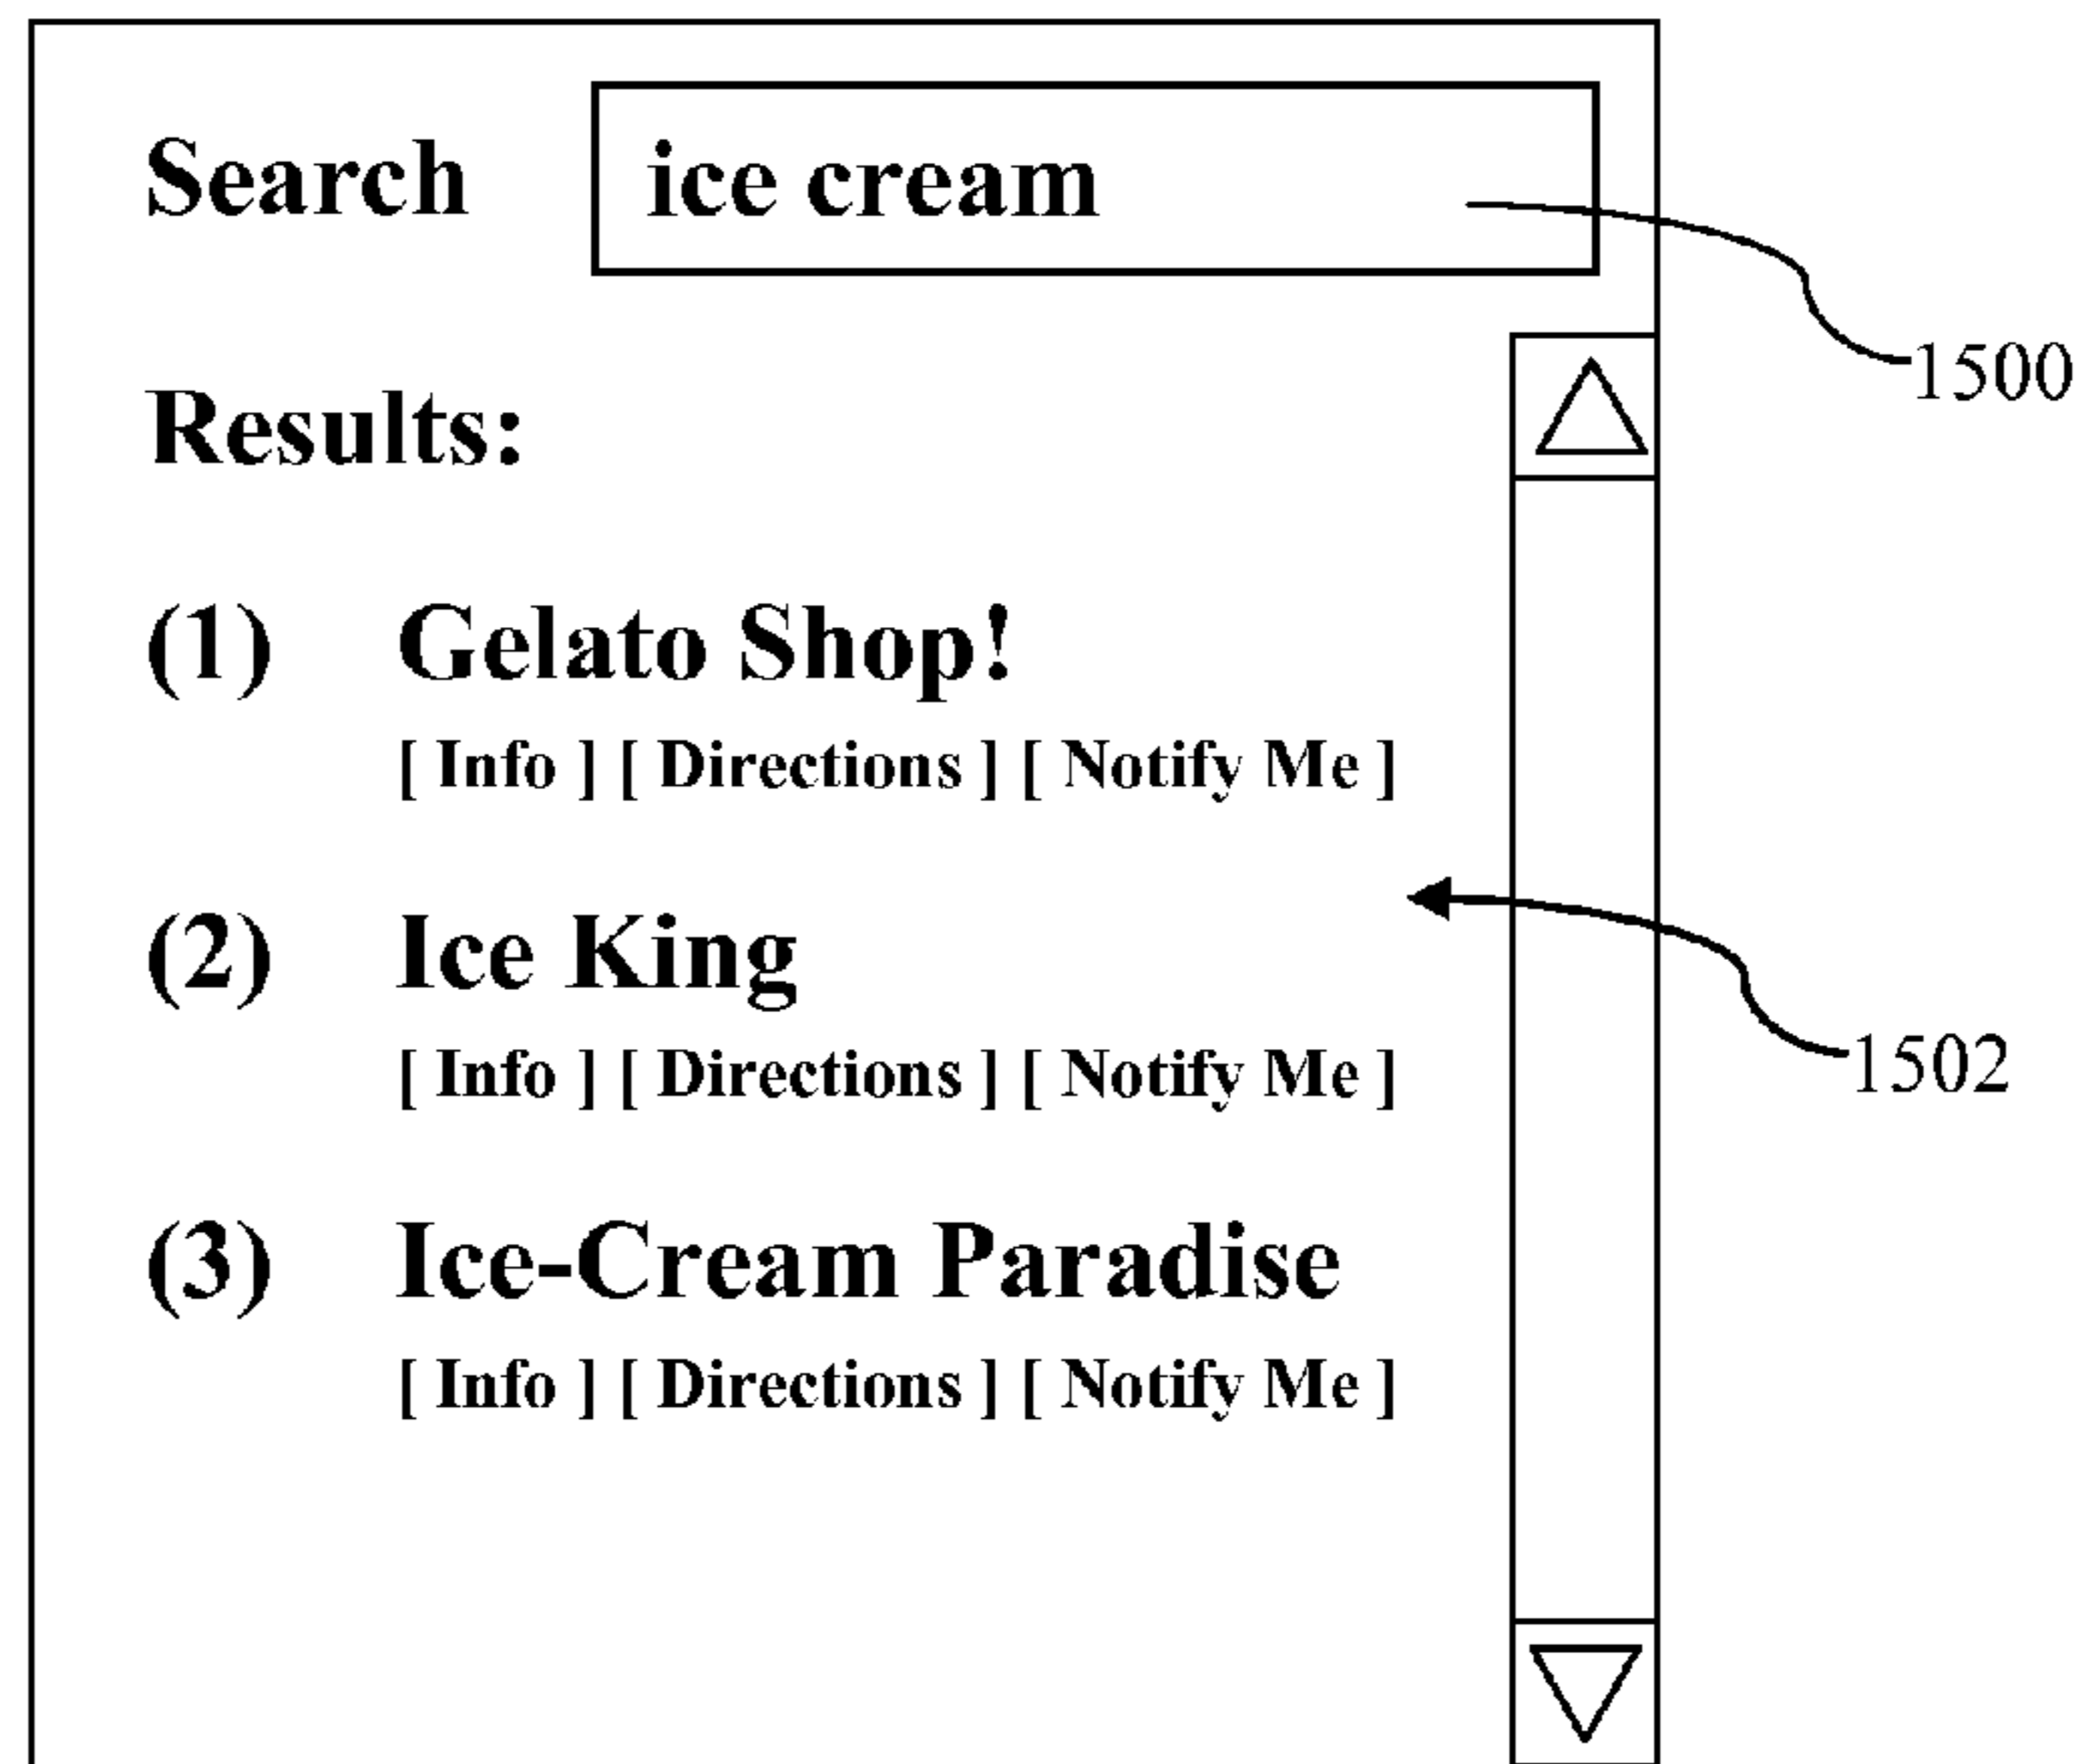 Search ice cream
1500
Results:
(1) Gelato Shop!
[ Info ] [ Directions ] [ Notify Me ]
(2) Ice King
1502
[ Info ] [ Directions ] [ Notify Me ]
(3) Ice-Cream Paradise
[ Info ] [ Directions ] [ Notify Me ]